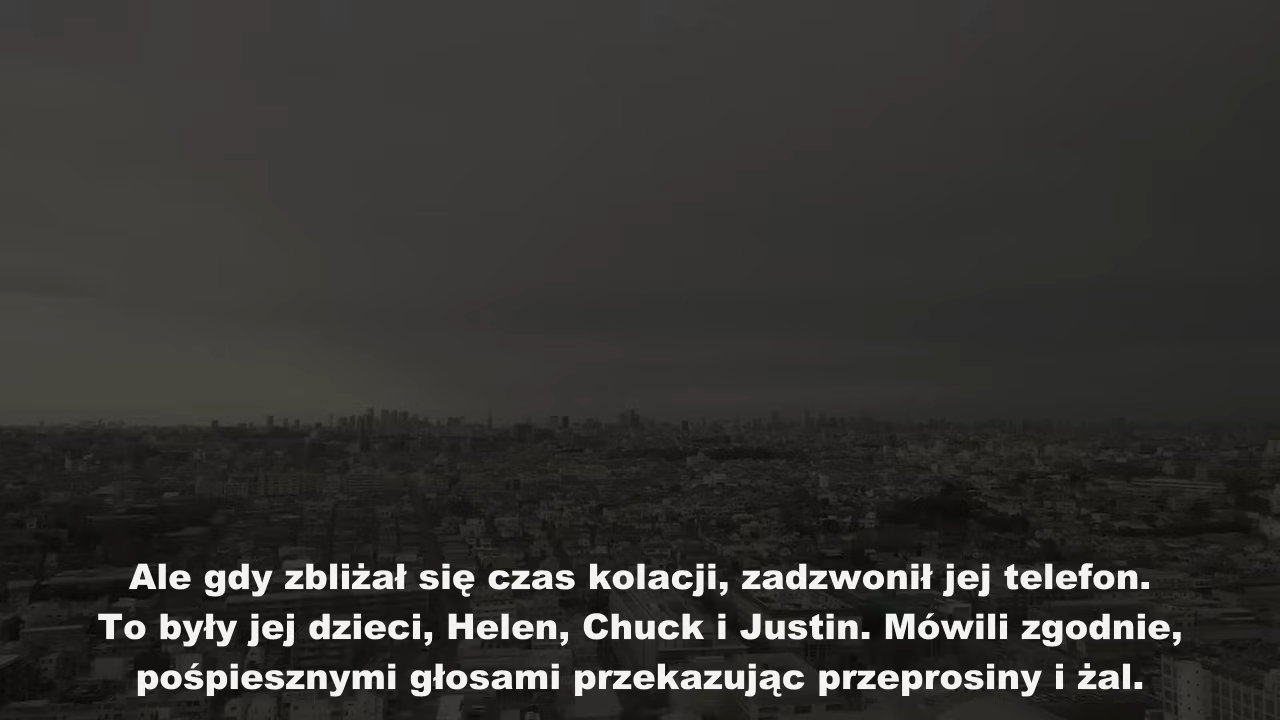 Ale gdy zbliżał się czas kolacji, zadzwonił jej telefon.
To były jej dzieci, Helen, Chuck i Justin. Mówili zgodnie,
pośpiesznymi głosami przekazując przeprosiny i żal.